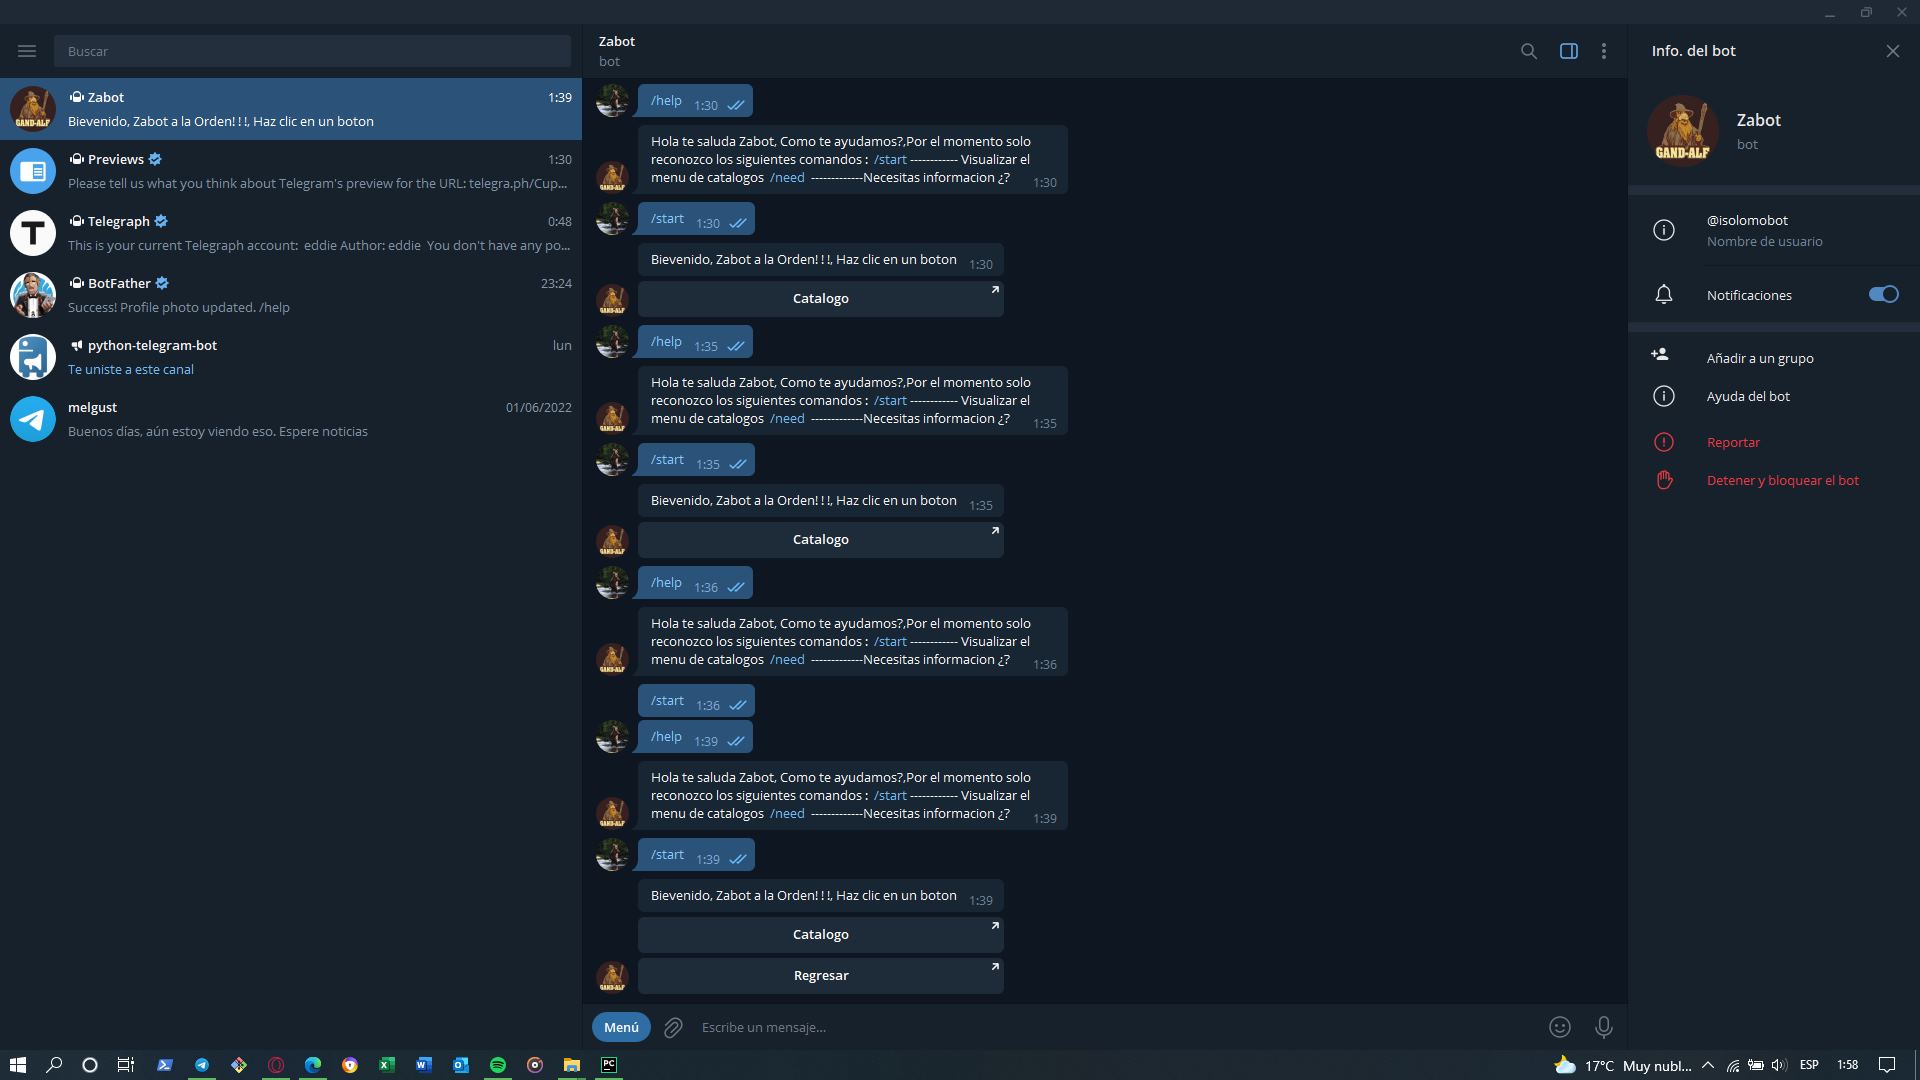 Buscar
Zabot
1:39
Bievenido, Zabot a la Orden!!!, Haz clic en un boton
Previews
1:30
Please tell us what you think about Telegram's preview for the URL: telegra.ph/Cup...
Telegraph
0:48
This is your current Telegraph account: eddie Author: eddie You don't have any po...
BotFather
23:24
Success! Profile photo updated. /help
python-telegram-bot
lun
Te uniste a este canal
melgust
01/06/2022
Buenos días, aún estoy viendo eso. Espere noticias
Zabot
bot
/help 1:30
Hola te saluda Zabot, Como te ayudamos?,Por el momento solo
reconozco los siguientes comandos : /start ------------ Visualizar el
menu de catalogos /need -------------Necesitas informacion ¿?
1:30
/start 1:30
Bievenido, Zabot a la Orden!!!, Haz clic en un boton 1:30
Catalogo
/help 1:35
Hola te saluda Zabot, Como te ayudamos?,Por el momento solo
reconozco los siguientes comandos : /start ------------ Visualizar el
menu de catalogos /need -------------Necesitas informacion ¿?
1:35
/start 1:35
Bievenido, Zabot a la Orden!!!, Haz clic en un boton 1:35
Catalogo
/help 1:36
Hola te saluda Zabot, Como te ayudamos?,Por el momento solo
reconozco los siguientes comandos : /start ------------ Visualizar el
menu de catalogos /need -------------Necesitas informacion ¿?
1:36
/start 1:36
/help 1:39
Hola te saluda Zabot, Como te ayudamos?,Por el momento solo
reconozco los siguientes comandos : /start ------------ Visualizar el
menu de catalogos /need -------------Necesitas informacion ¿?
1:39
/start 1:39
Bievenido, Zabot a la Orden!!!, Haz clic en un boton 1:39
Catalogo
Regresar
Menú
Escribe un mensaje...
Info. del bot
GAND-ALF
Zabot
bot
@isolomobot
Nombre de usuario
Notificaciones
Añadir a un grupo
Ayuda del bot
Reportar
Detener y bloquear el bot
17°C Muy nubl...
ESP
1:58